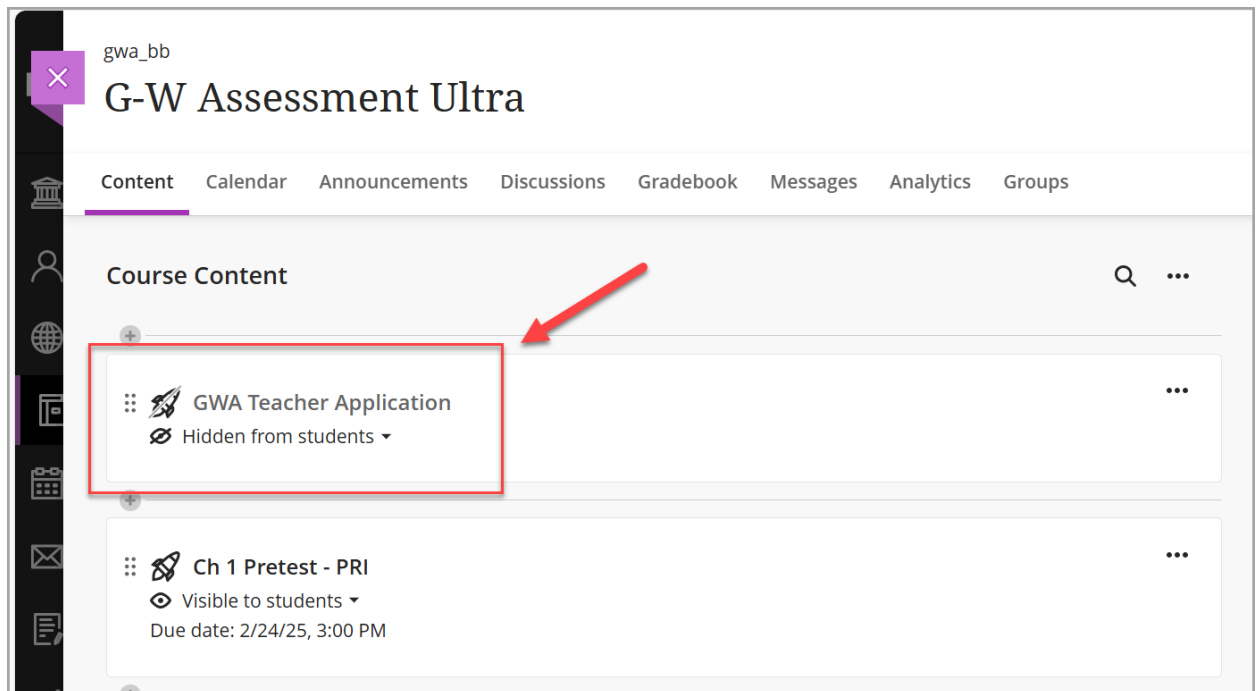 gwa_bb
G-W Assessment Ultra
Content Calendar Announcements Discussions Gradebook Messages Analytics Groups
Course Content
GWA Teacher Application
Hidden from students
Ch 1 Pretest - PRI
Visible to students
Due date: 2/24/25, 3:00 PM